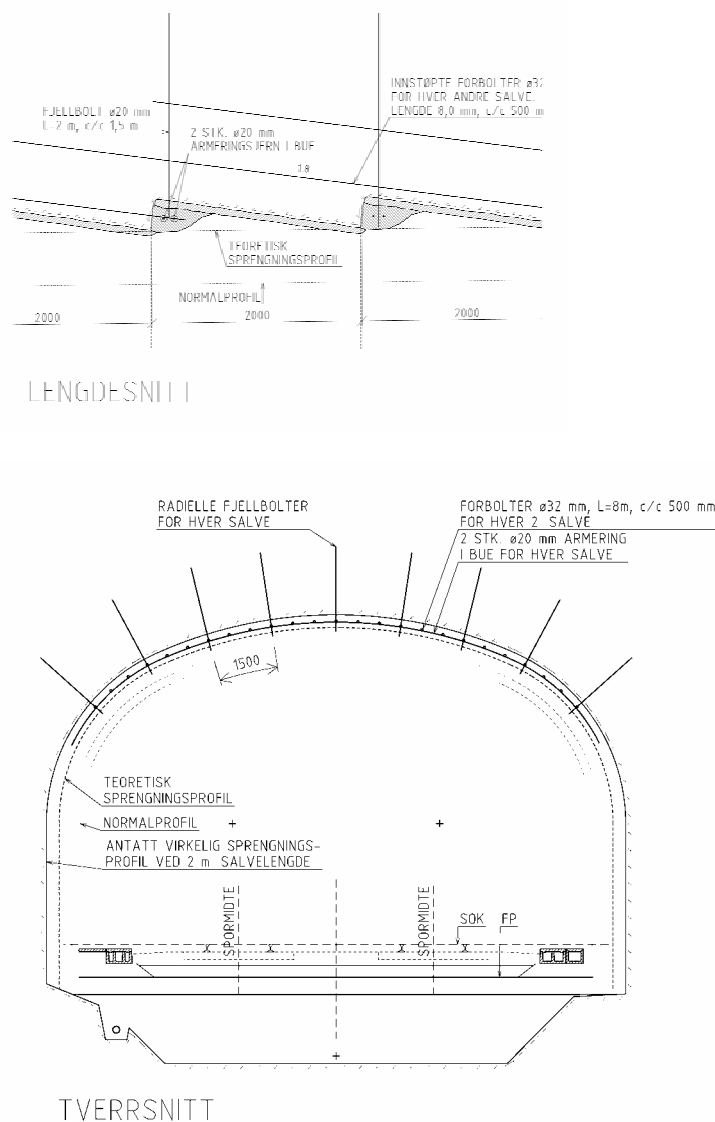 FJELLBOLT ø20 mm
L=2 m, c/c 1,5 m
2 STK. ø20 mm
ARMERINGSJERN I BUE
INNSTØPTE FORBOLTER ø32
FOR HVER ANDRE SALVE.
LENGDE 8,0 mm, c/c 500 m
1:8
TEORETISK
SPRENGNINGSPROFIL
NORMALPROFIL
2000
2000
2000
LENGDESNITT
RADIELLE FJELLBOLTER
FOR HVER SALVE
FORBOLTER ø32 mm, L=8m, c/c 500 mm
FOR HVER 2 SALVE
2 STK. ø20 mm ARMERING
I BUE FOR HVER SALVE
1500
TEORETISK
SPRENGNINGSPROFIL
NORMALPROFIL
ANTATT VIRKELIG SPRENGNINGS-
PROFIL VED 2 m SALVELENGDE
SPORMIDTE
SPORMIDTE
SOK
FP
TVERRSNITT